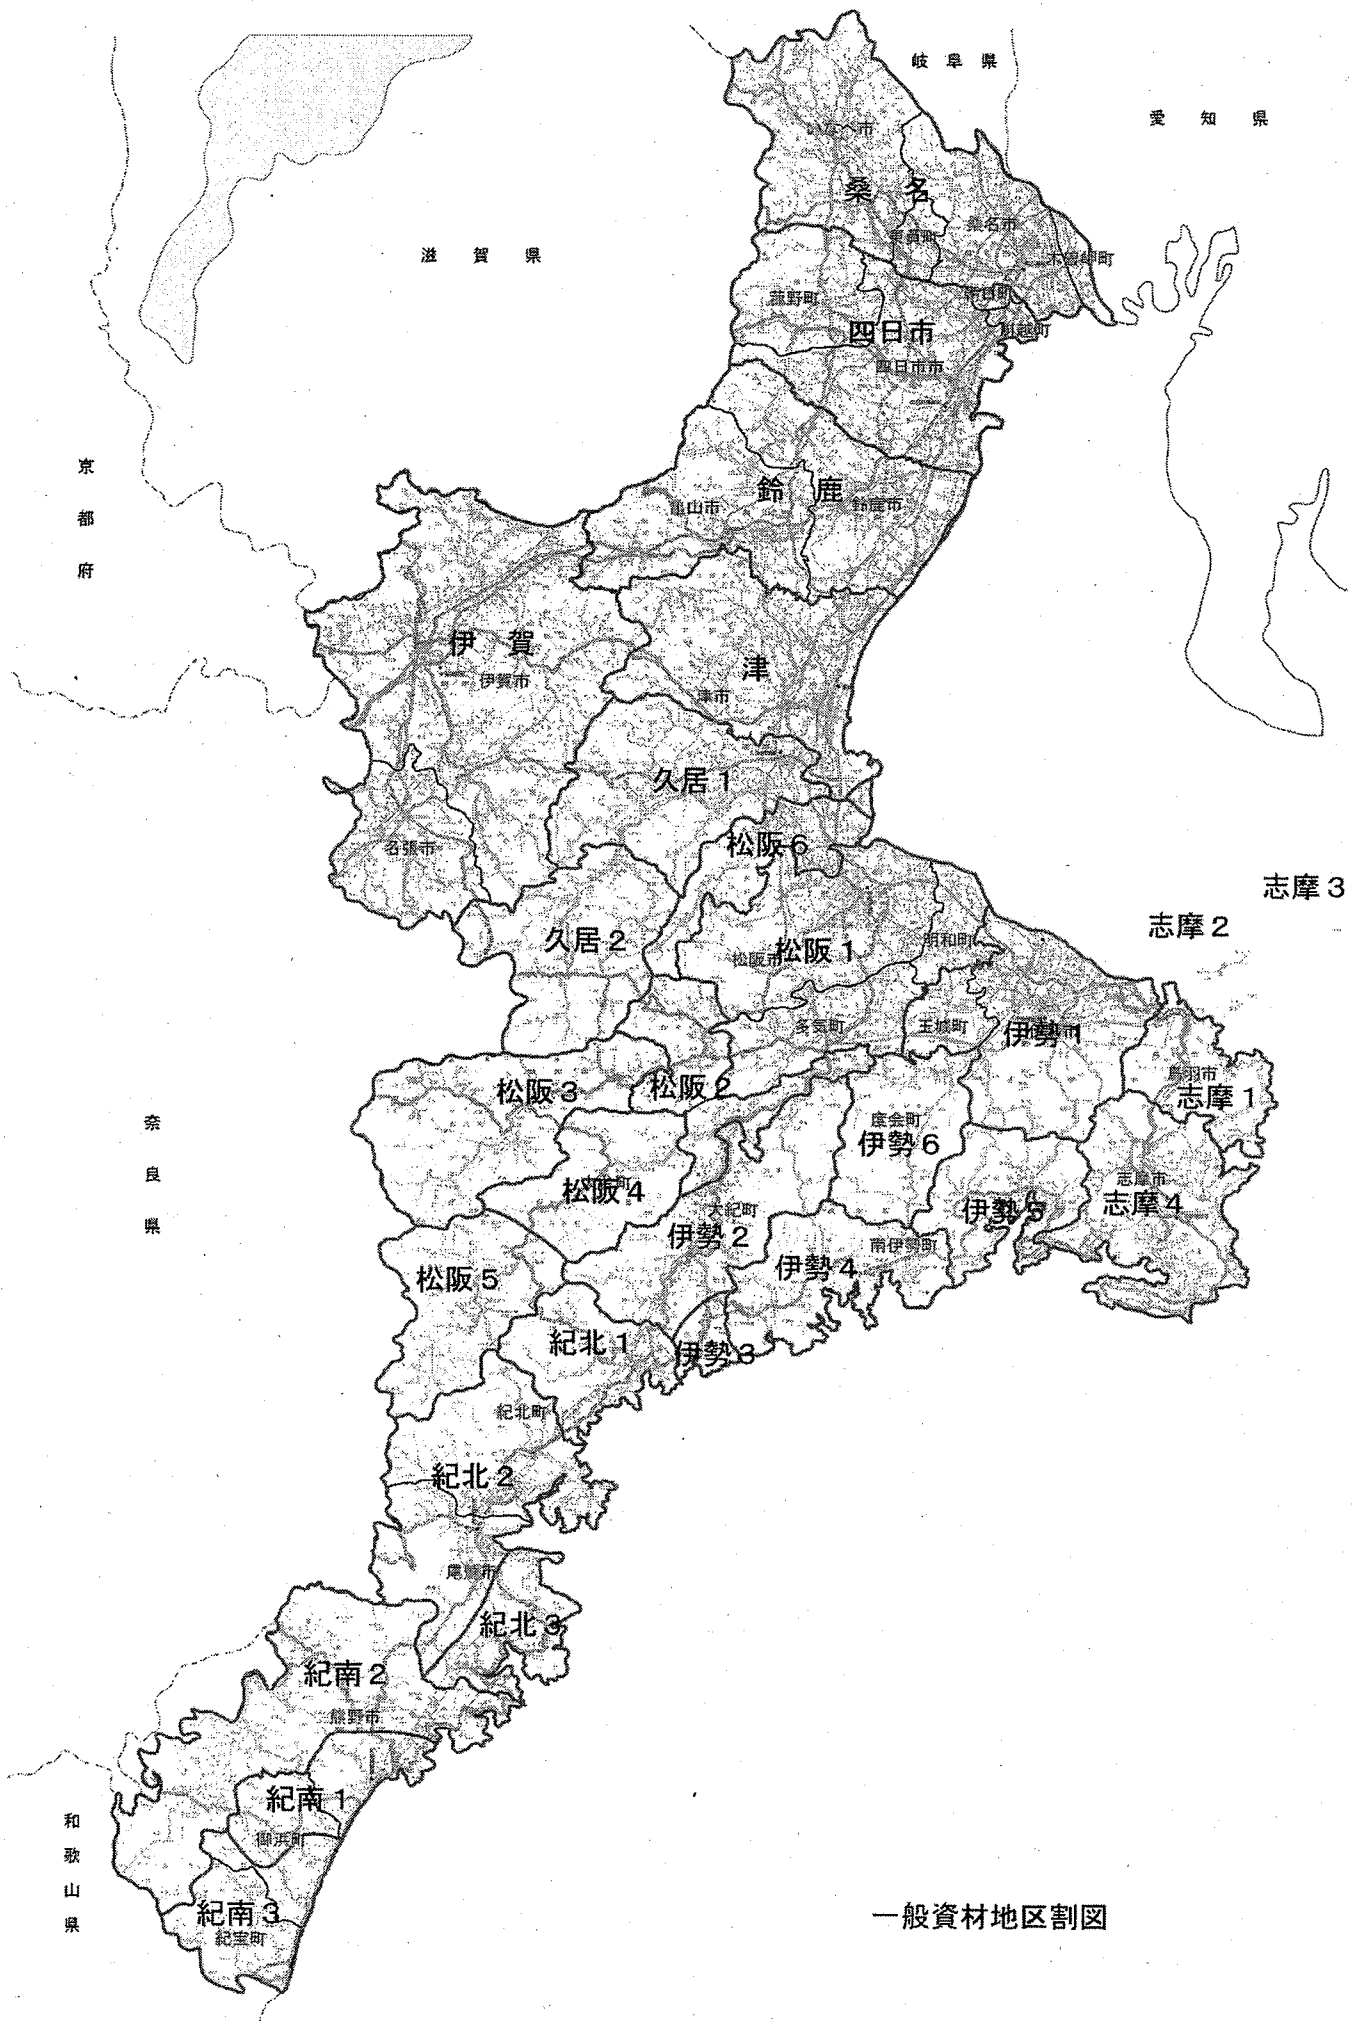 岐阜県
愛知県
いなべ市
桑名
桑名市
東員町
木曽岬町
滋賀県
菰野町
朝日町
川越町
四日市
四日市市
京都府
鈴鹿
亀山市
鈴鹿市
伊賀
伊賀市
津
津市
久居1
松阪6
名張市
志摩3
志摩2
久居2
松阪市
松阪1
明和町
多気町
玉城町
伊勢1
鳥羽市
志摩1
松阪3
松阪2
奈良県
度会町
伊勢6
志摩市
志摩4
松阪4
大紀町
伊勢2
伊勢5
南伊勢町
伊勢4
松阪5
紀北1
伊勢3
紀北町
紀北2
尾鷲市
紀北3
紀南2
熊野市
紀南1
御浜町
和歌山県
紀南3
紀宝町
一般資材地区割図